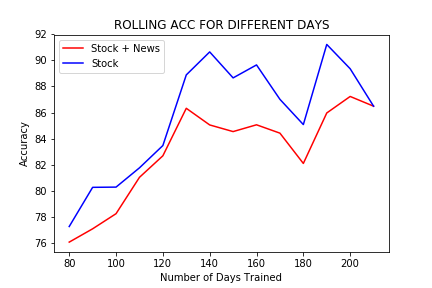 ROLLING ACC FOR DIFFERENT DAYS
Stock + News
Stock
Accuracy
92
90
88
86
84
82
80
78
76
80 100 120 140 160 180 200
Number of Days Trained